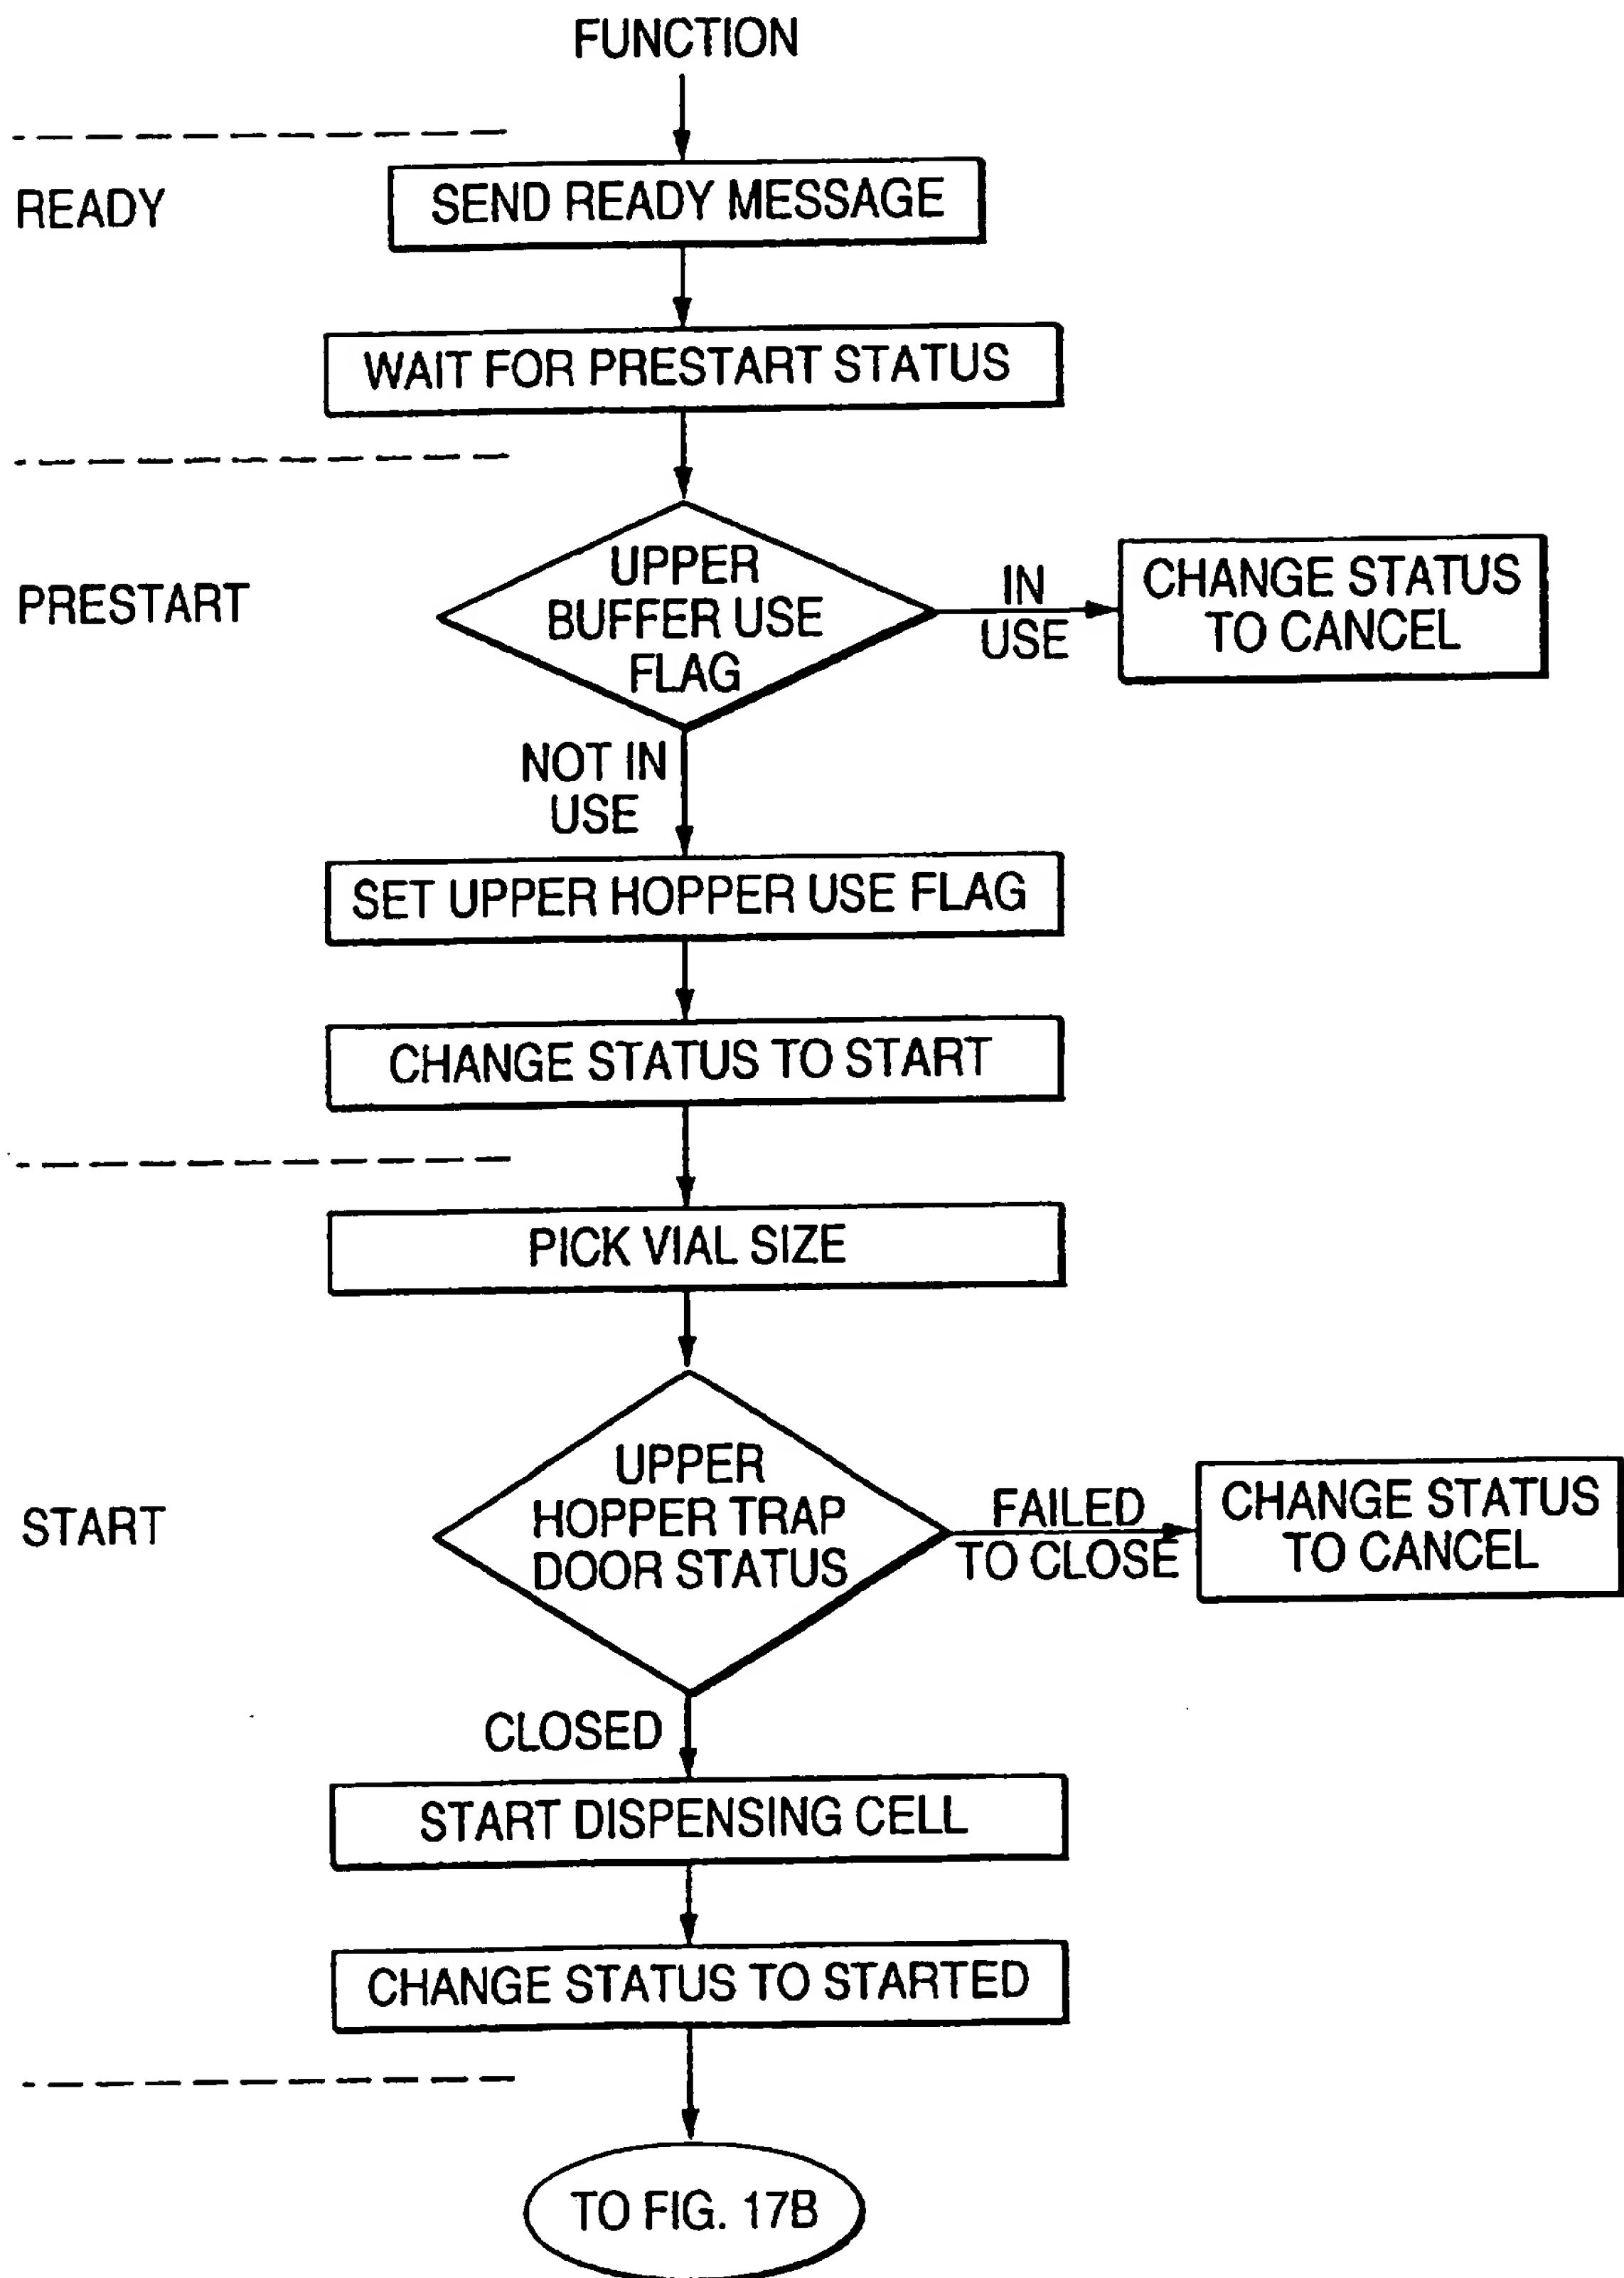 FUNCTION
READY
SEND READY MESSAGE
WAIT FOR PRESTART STATUS
PRESTART
UPPER
BUFFER USE
FLAG
IN
USE
CHANGE STATUS
TO CANCEL
NOT IN
USE
SET UPPER HOPPER USE FLAG
CHANGE STATUS TO START
PICK VIAL SIZE
START
UPPER
HOPPER TRAP
DOOR STATUS
FAILED
TO CLOSE
CHANGE STATUS
TO CANCEL
CLOSED
START DISPENSING CELL
CHANGE STATUS TO STARTED
TO FIG. 17B